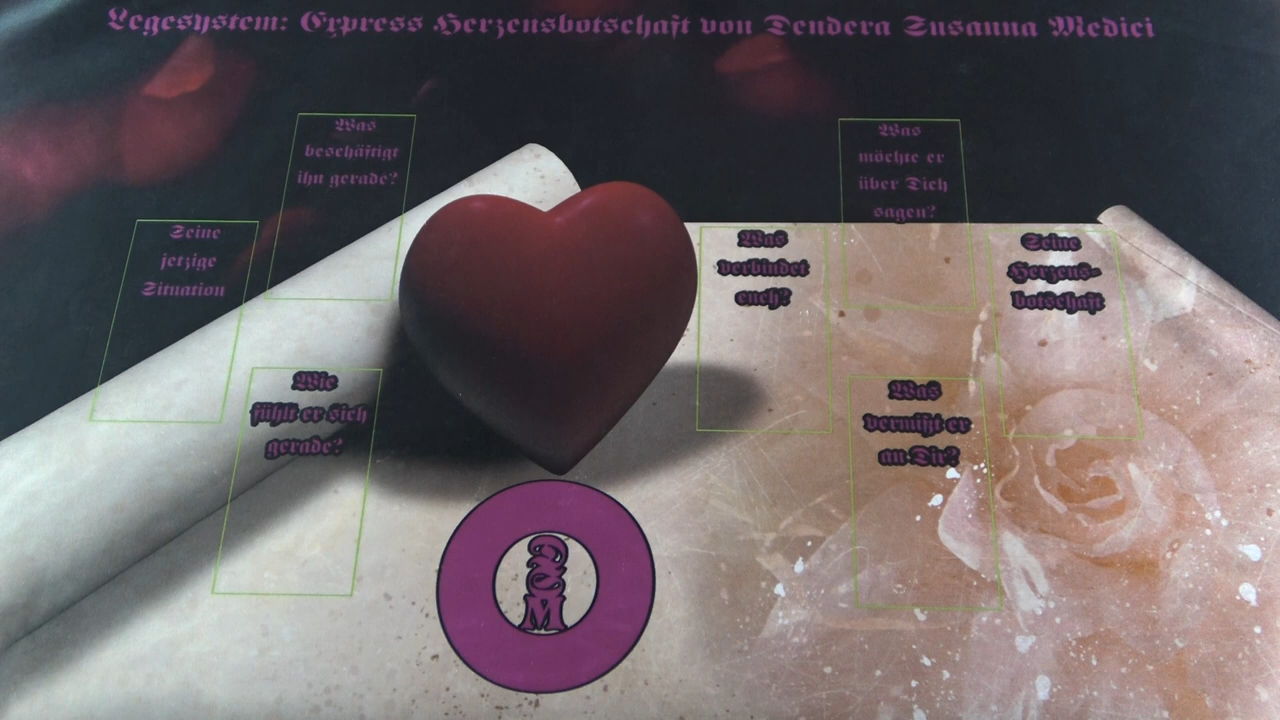 Legesystem: Express Herzensbotschaft von Dendera Susanna Medici
Was
beschäftigt
ihn gerade?
Was
möchte er
über Dich
sagen?
Seine
jetzige
Situation
Was
verbindet
euch?
Seine
Herzens-
botschaft
Wie
fühlt er sich
gerade?
Was
vermißt er
an Dir?
DSM